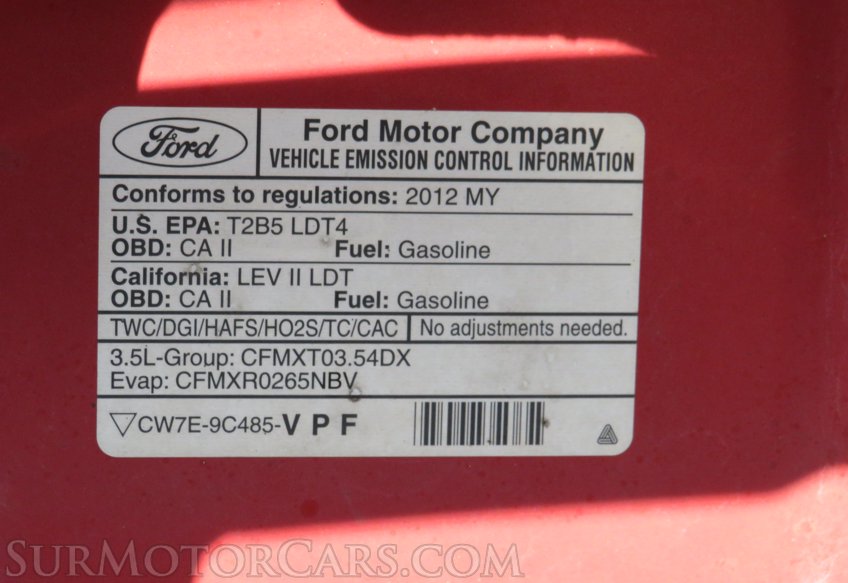 Ford
Ford Motor Company
VEHICLE EMISSION CONTROL INFORMATION
Conforms to regulations: 2012 MY
U.S. EPA: T2B5 LDT4
OBD: CA II Fuel: Gasoline
California: LEV II LDT
OBD: CA II Fuel: Gasoline
TWC/DGI/HAFS/HO2S/TC/CAC No adjustments needed.
3.5L-Group: CFMXT03.54DX
Evap: CFMXR0265NBV
CW7E-9C485-V P F
SurMotorCars.com